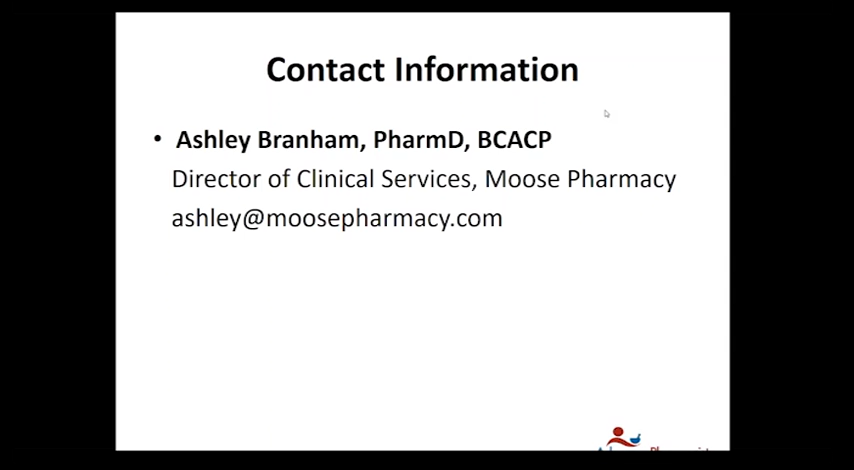 Contact Information
• Ashley Branham, PharmD, BCACP
Director of Clinical Services, Moose Pharmacy
ashley@moosepharmacy.com